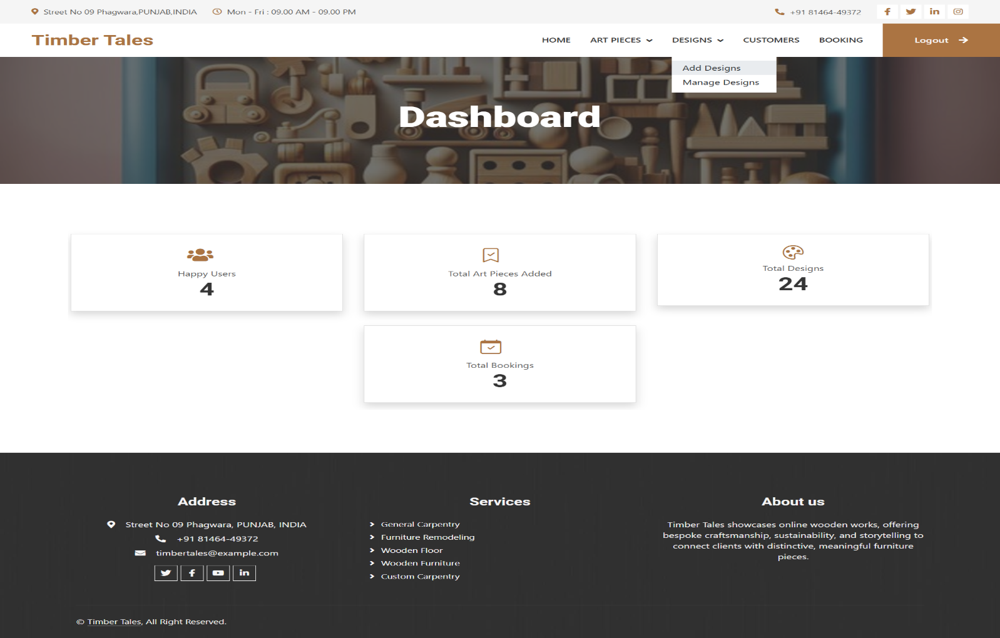 Street No 09 Phagwara,PUNJAB,INDIA Mon - Fri : 09.00 AM - 09.00 PM +91 81464-49372
Timber Tales HOME ART PIECES DESIGNS CUSTOMERS BOOKING Logout
Add Designs
Manage Designs
Dashboard
Happy Users
4
Total Art Pieces Added
8
Total Designs
24
Total Bookings
3
Address
Street No 09 Phagwara, PUNJAB, INDIA
+91 81464-49372
timbertales@example.com
Services
General Carpentry
Furniture Remodeling
Wooden Floor
Wooden Furniture
Custom Carpentry
About us
Timber Tales showcases online wooden works, offering
bespoke craftsmanship, sustainability, and storytelling to
connect clients with distinctive, meaningful furniture
pieces.
© Timber Tales, All Right Reserved.